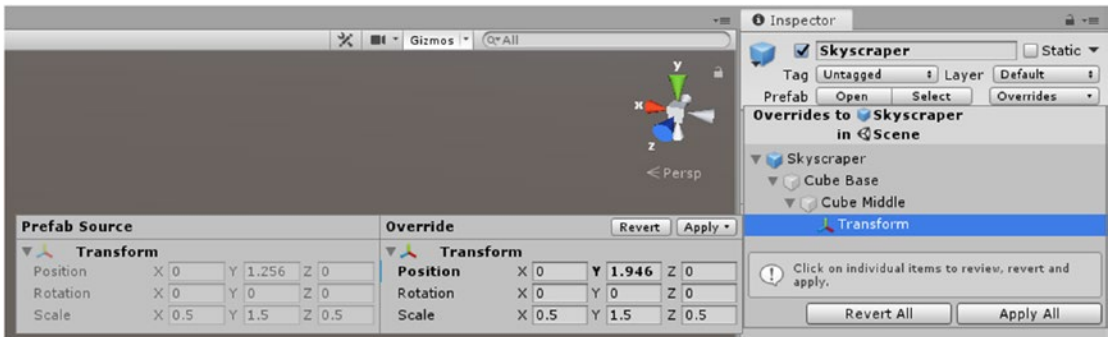 Inspector
Gizmos
All
Skyscraper
Static
Tag Untagged Layer Default
Prefab Open Select Overrides
Overrides to Skyscraper
in Scene
y
x
z
Persp
Skyscraper
Cube Base
Cube Middle
Transform
Prefab Source
Transform
Position X 0 Y 1.256 Z 0
Rotation X 0 Y 0 Z 0
Scale X 0.5 Y 1.5 Z 0.5
Override Revert Apply
Transform
Position X 0 Y 1.946 Z 0
Rotation X 0 Y 0 Z 0
Scale X 0.5 Y 1.5 Z 0.5
Click on individual items to review, revert and
apply.
Revert All Apply All